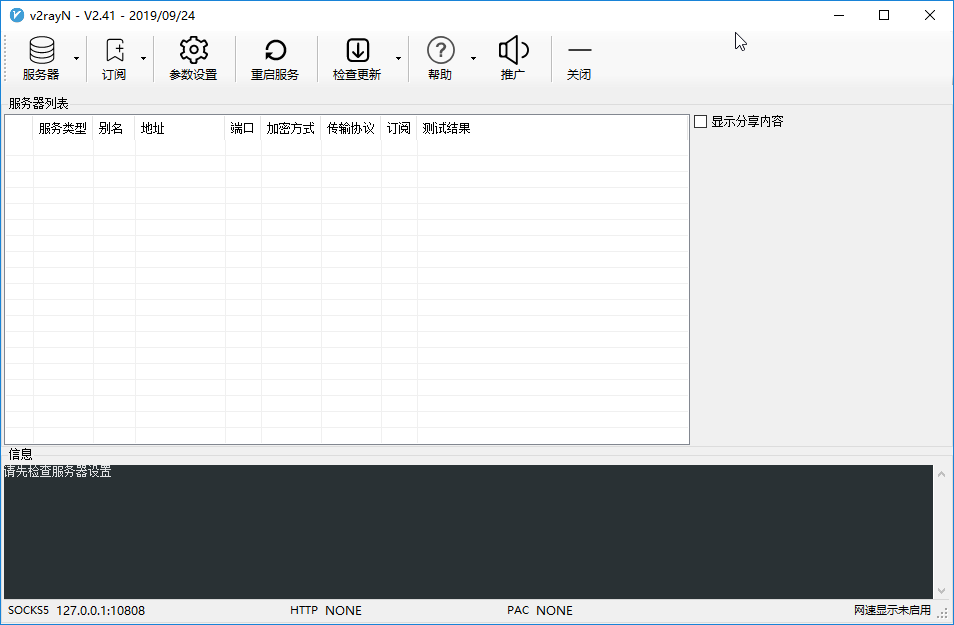 v2rayN - V2.41 - 2019/09/24
服务器 订阅 参数设置 重启服务 检查更新 帮助 推广 关闭
服务器列表
服务类型 别名 地址 端口 加密方式 传输协议 订阅 测试结果
显示分享内容
信息
请先检查服务器设置
SOCKS5 127.0.0.1:10808 HTTP NONE PAC NONE 网速显示未启用